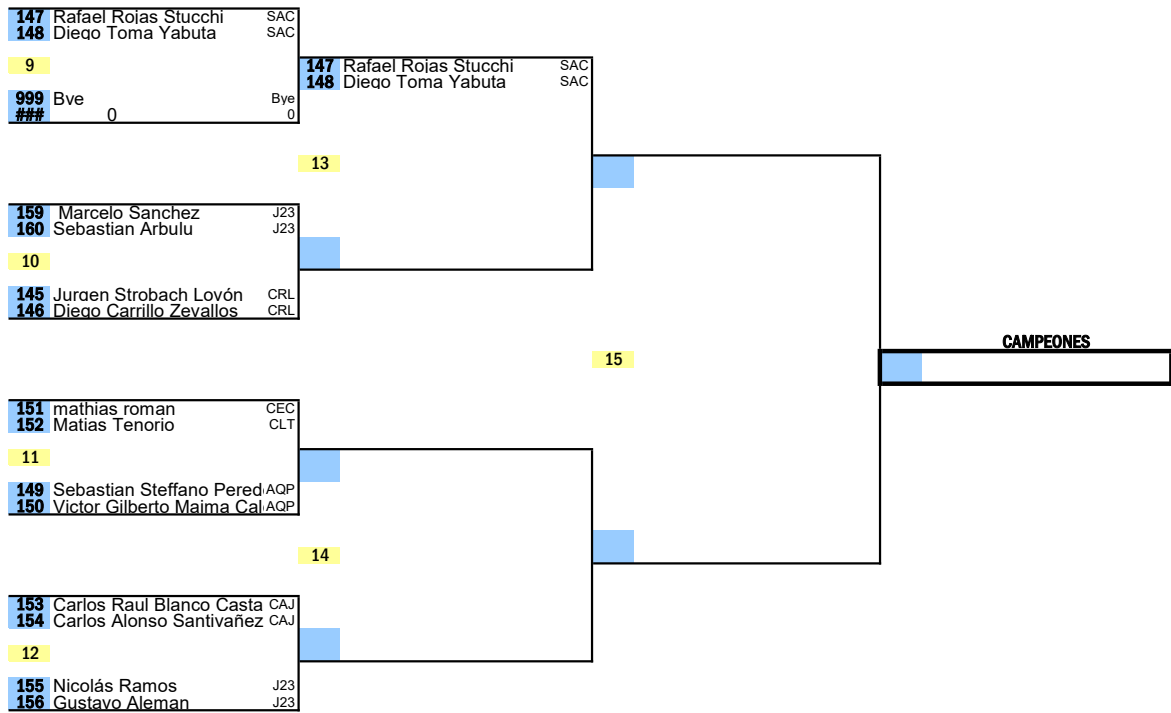 147 Rafael Rojas Stucchi SAC
148 Diego Toma Yabuta SAC
9
999 Bye Bye
### 0 0
147 Rafael Rojas Stucchi SAC
148 Diego Toma Yabuta SAC
13
159 Marcelo Sanchez J23
160 Sebastian Arbulu J23
10
145 Jurgen Strobach Lovón CRL
146 Diego Carrillo Zevallos CRL
15
CAMPEONES
151 mathias roman CEC
152 Matias Tenorio CLT
11
149 Sebastian Steffano Pered AQP
150 Victor Gilberto Maima Cal AQP
14
153 Carlos Raul Blanco Casta CAJ
154 Carlos Alonso Santivañez CAJ
12
155 Nicolás Ramos J23
156 Gustavo Aleman J23